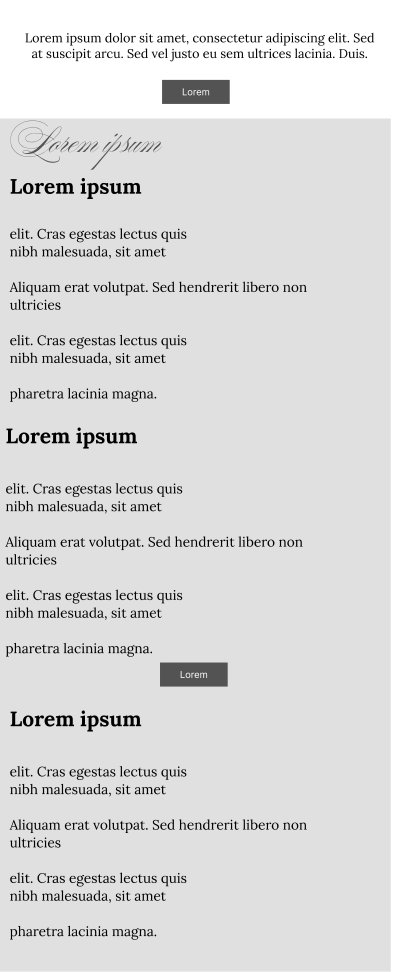 Lorem ipsum dolor sit amet, consectetur adipiscing elit. Sed
at suscipit arcu. Sed vel justo eu sem ultrices lacinia. Duis.
Lorem
Lorem ipsum
Lorem ipsum
elit. Cras egestas lectus quis
nibh malesuada, sit amet
Aliquam erat volutpat. Sed hendrerit libero non
ultricies
elit. Cras egestas lectus quis
nibh malesuada, sit amet
pharetra lacinia magna.
Lorem ipsum
elit. Cras egestas lectus quis
nibh malesuada, sit amet
Aliquam erat volutpat. Sed hendrerit libero non
ultricies
elit. Cras egestas lectus quis
nibh malesuada, sit amet
pharetra lacinia magna.
Lorem
Lorem ipsum
elit. Cras egestas lectus quis
nibh malesuada, sit amet
Aliquam erat volutpat. Sed hendrerit libero non
ultricies
elit. Cras egestas lectus quis
nibh malesuada, sit amet
pharetra lacinia magna.